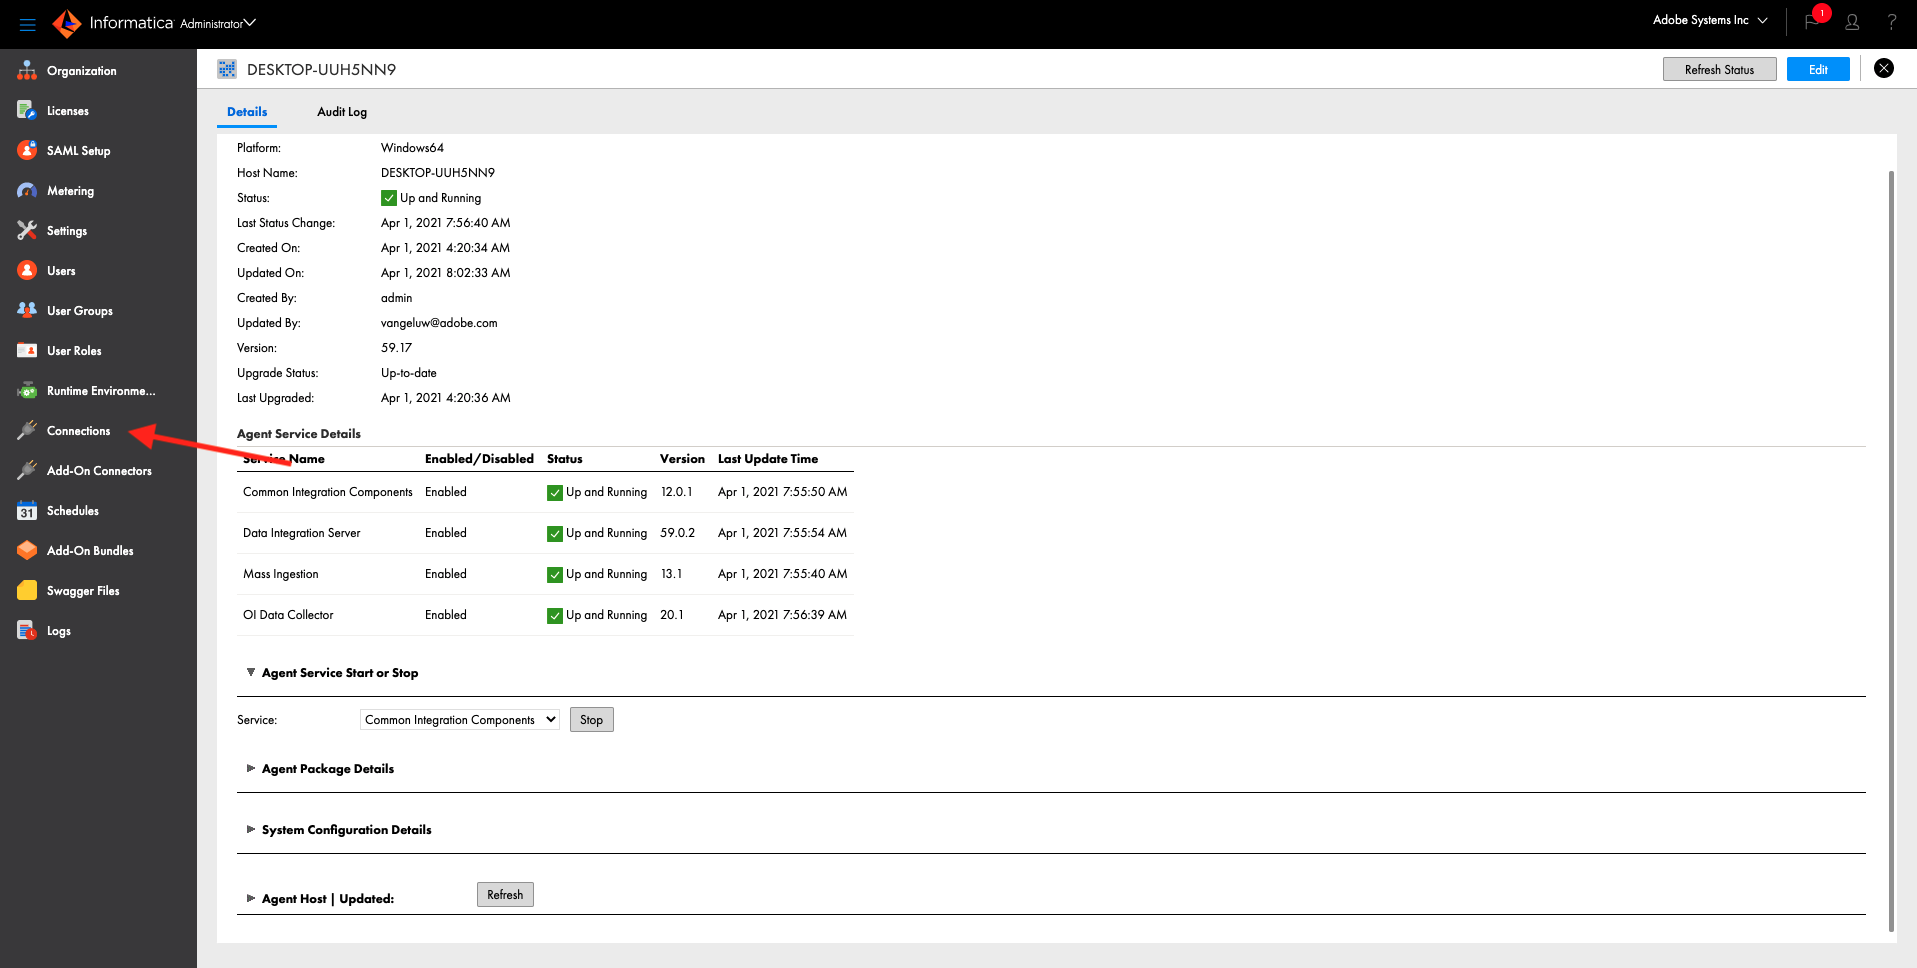 Informatica Administrator
Adobe Systems Inc
1
?
Organization
Licenses
SAML Setup
Metering
Settings
Users
User Groups
User Roles
Runtime Environme...
Connections
Add-On Connectors
31 Schedules
Add-On Bundles
Swagger Files
Logs
DESKTOP-UUH5NN9
Refresh Status
Edit
Details
Audit Log
Platform: Windows64
Host Name: DESKTOP-UUH5NN9
Status: Up and Running
Last Status Change: Apr 1, 2021 7:56:40 AM
Created On: Apr 1, 2021 4:20:34 AM
Updated On: Apr 1, 2021 8:02:33 AM
Created By: admin
Updated By: vangeluw@adobe.com
Version: 59.17
Upgrade Status: Up-to-date
Last Upgraded: Apr 1, 2021 4:20:36 AM
Agent Service Details
Service Name Enabled/Disabled Status Version Last Update Time
Common Integration Components Enabled Up and Running 12.0.1 Apr 1, 2021 7:55:50 AM
Data Integration Server Enabled Up and Running 59.0.2 Apr 1, 2021 7:55:54 AM
Mass Ingestion Enabled Up and Running 13.1 Apr 1, 2021 7:55:40 AM
OI Data Collector Enabled Up and Running 20.1 Apr 1, 2021 7:56:39 AM
Agent Service Start or Stop
Service: Common Integration Components Stop
Agent Package Details
System Configuration Details
Agent Host | Updated: Refresh